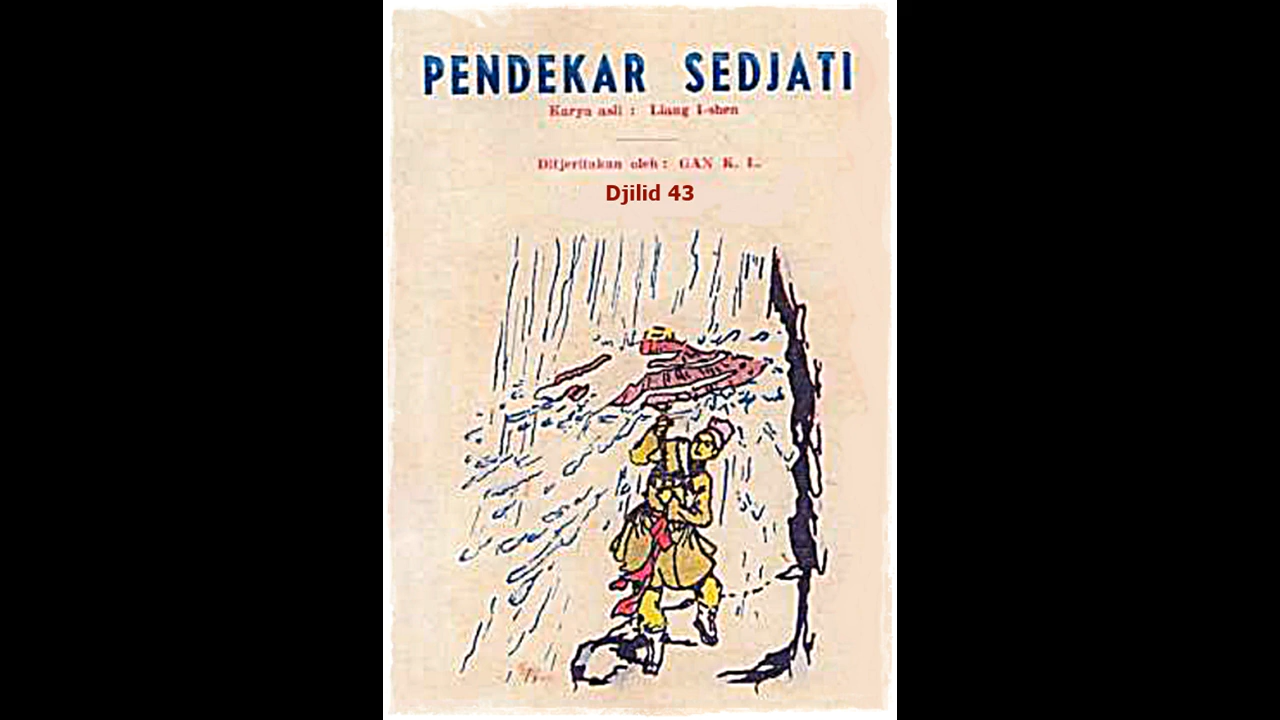 PENDEKAR SEDJATI
Karya asli : Liang I-shen
Ditjeritakan oleh : GAN K. L.
Djilid 43